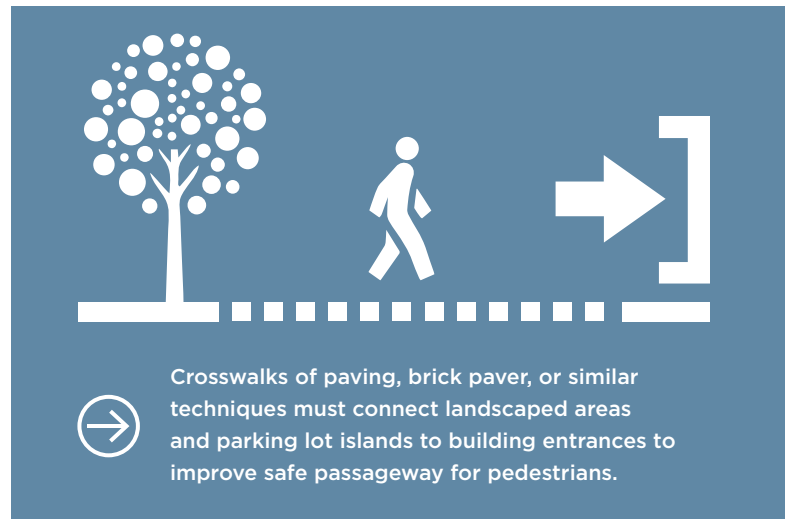 Crosswalks of paving, brick paver, or similar
techniques must connect landscaped areas
and parking lot islands to building entrances to
improve safe passageway for pedestrians.